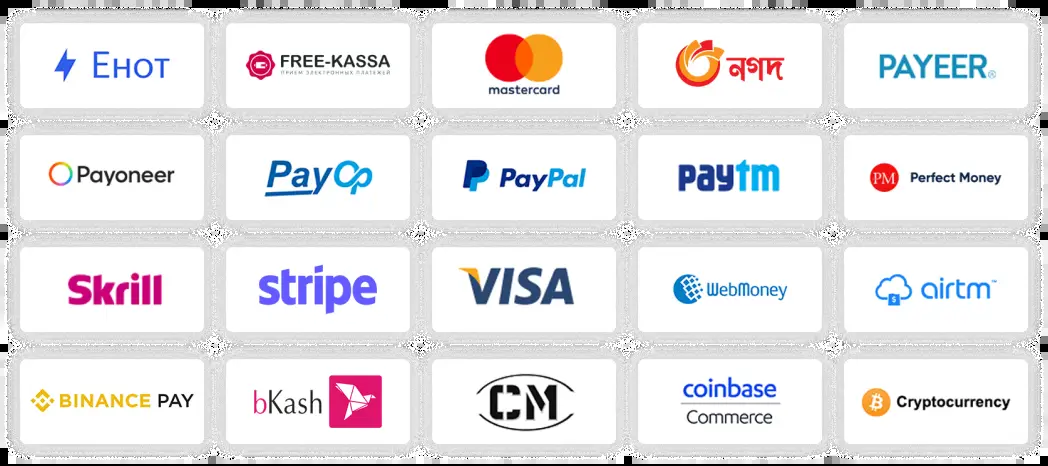 Енот
FREE-KASSA
ПРИЕМ ЭЛЕКТРОННЫХ ПЛАТЕЖЕЙ
mastercard
নগদ
PAYEER®
Payoneer
PayOp
PayPal
paytm
PM Perfect Money
Skrill
stripe
VISA
WebMoney
$ airtm™
BINANCE PAY
bKash
CM
coinbase
Commerce
₿ Cryptocurrency